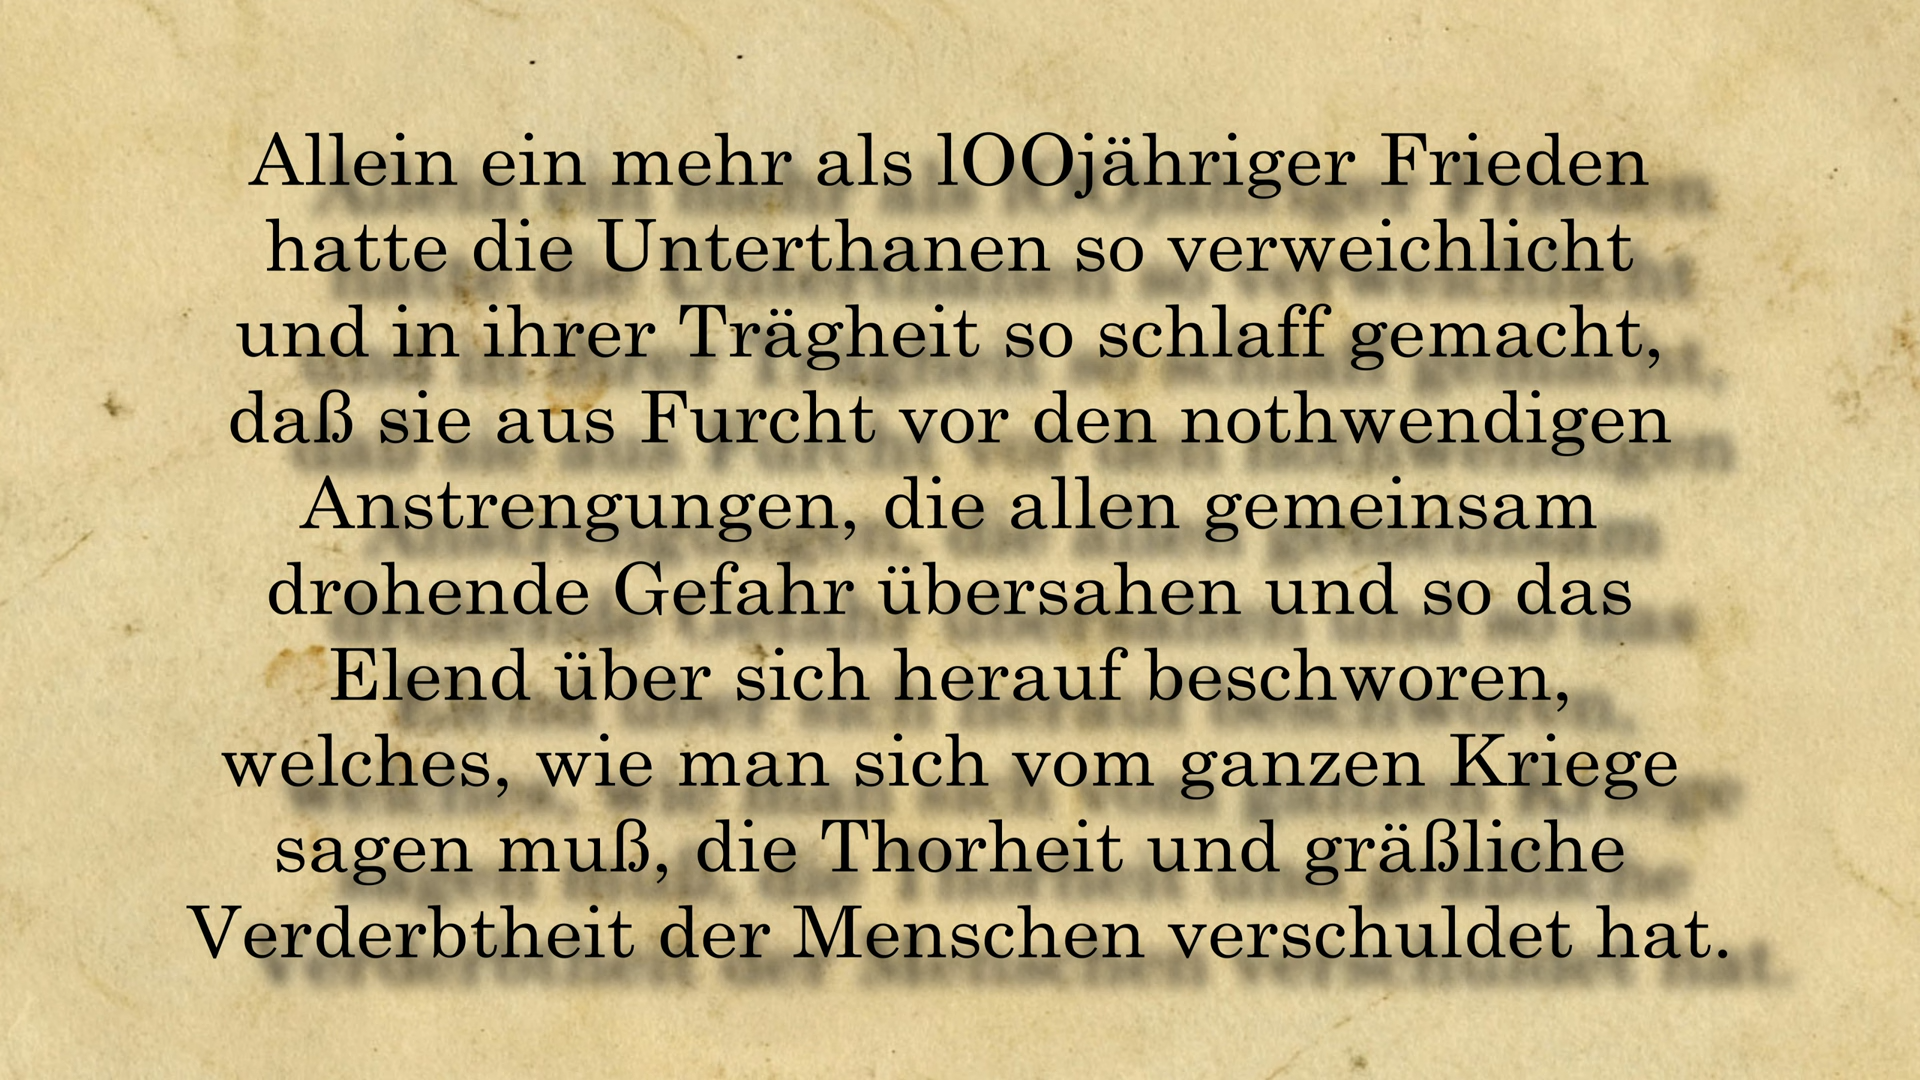 Allein ein mehr als lOOjähriger Frieden
hatte die Unterthanen so verweichlicht
und in ihrer Trägheit so schlaff gemacht,
daß sie aus Furcht vor den nothwendigen
Anstrengungen, die allen gemeinsam
drohende Gefahr übersahen und so das
Elend über sich herauf beschworen,
welches, wie man sich vom ganzen Kriege
sagen muß, die Thorheit und gräßliche
Verderbtheit der Menschen verschuldet hat.